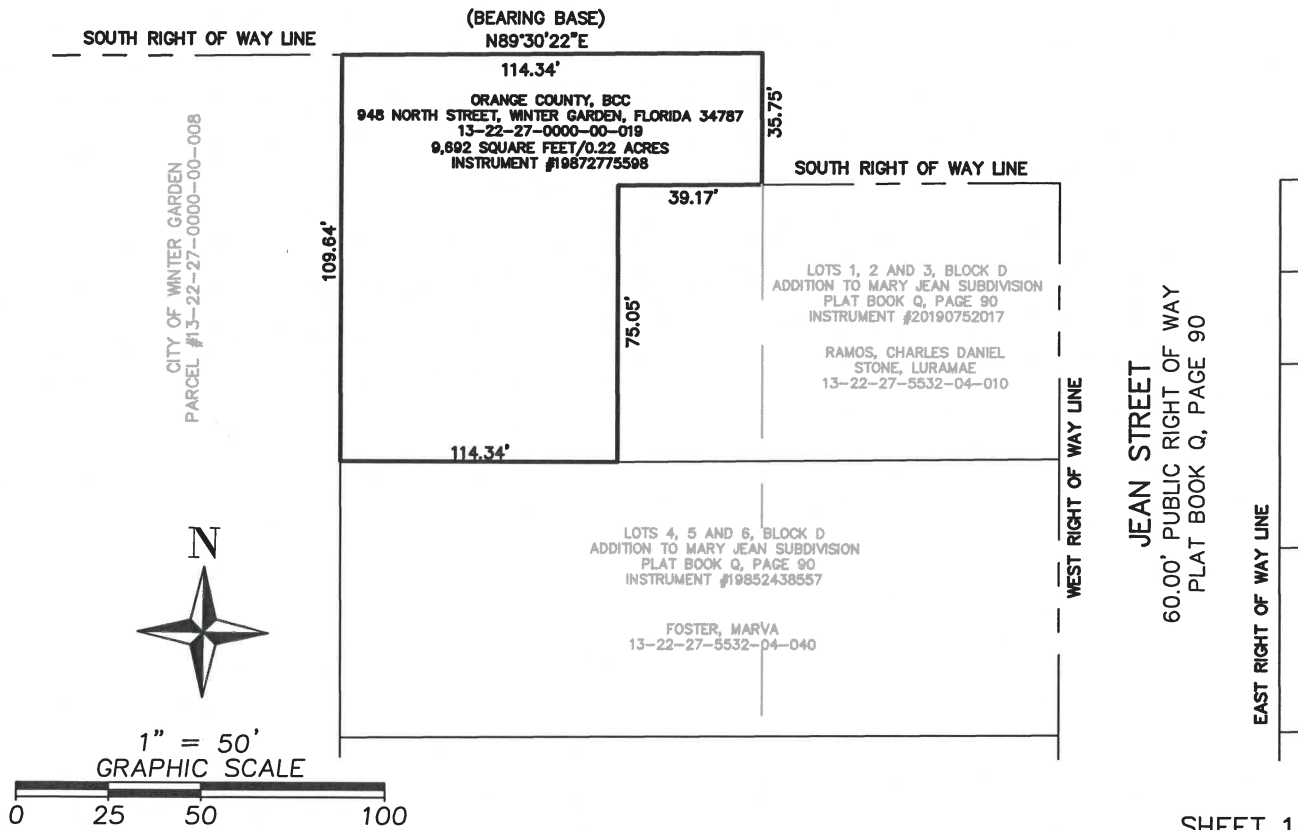 (BEARING BASE)
N89°30'22"E
SOUTH RIGHT OF WAY LINE
114.34'
ORANGE COUNTY, BCC
948 NORTH STREET, WINTER GARDEN, FLORIDA 34787
13-22-27-0000-00-019
9,692 SQUARE FEET/0.22 ACRES
INSTRUMENT #19872775598
35.75'
SOUTH RIGHT OF WAY LINE
39.17'
CITY OF WINTER GARDEN
PARCEL #13-22-27-0000-00-008
109.64'
75.05'
LOTS 1, 2 AND 3, BLOCK D
ADDITION TO MARY JEAN SUBDIVISION
PLAT BOOK Q, PAGE 90
INSTRUMENT #20190752017
RAMOS, CHARLES DANIEL
STONE, LURAMAE
13-22-27-5532-04-010
114.34'
WEST RIGHT OF WAY LINE
JEAN STREET
60.00' PUBLIC RIGHT OF WAY
PLAT BOOK Q, PAGE 90
EAST RIGHT OF WAY LINE
LOTS 4, 5 AND 6, BLOCK D
ADDITION TO MARY JEAN SUBDIVISION
PLAT BOOK Q, PAGE 90
INSTRUMENT #19852438557
FOSTER, MARVA
13-22-27-5532-04-040
N
1" = 50'
GRAPHIC SCALE
0 25 50 100
SHEET 1